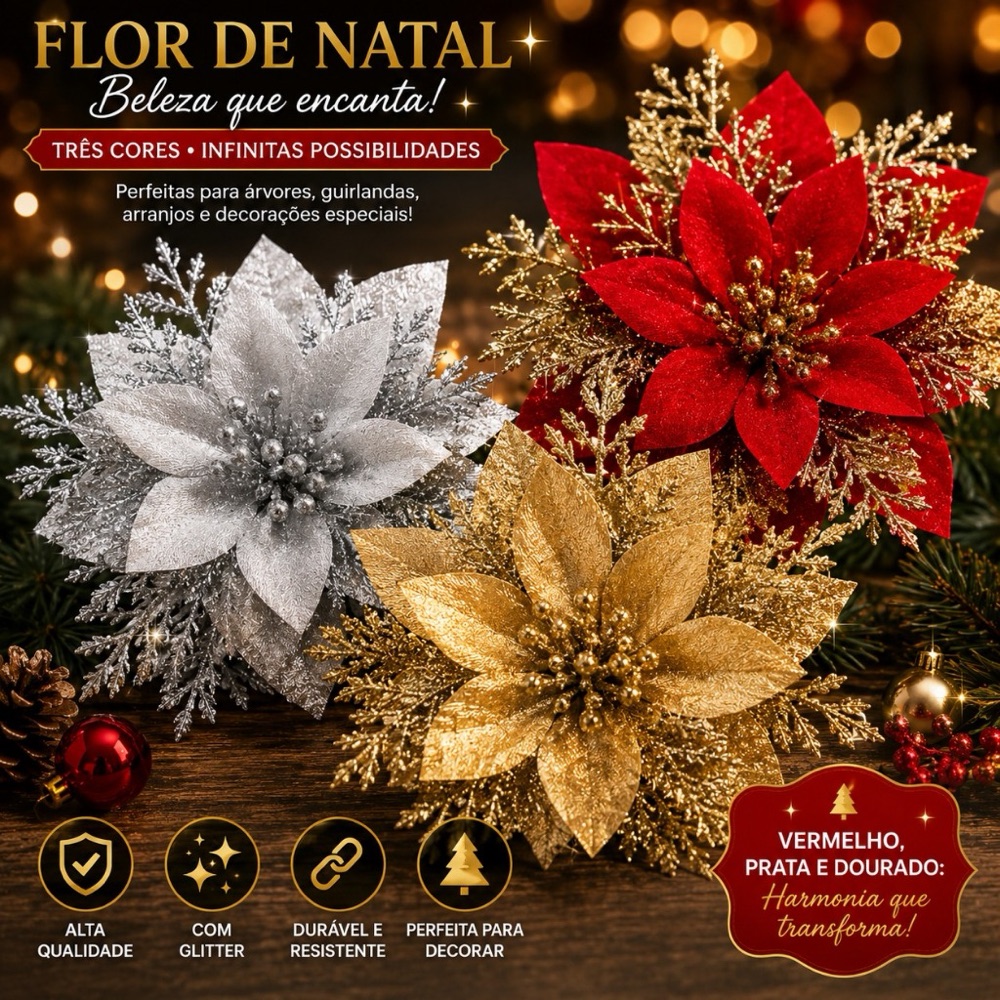 FLOR DE NATAL
Beleza que encanta!
TRÊS CORES • INFINITAS POSSIBILIDADES
Perfeitas para árvores, guirlandas,
arranjos e decorações especiais!
ALTA
QUALIDADE
COM
GLITTER
DURÁVEL E
RESISTENTE
PERFEITA PARA
DECORAR
VERMELHO,
PRATA E DOURADO:
Harmonia que
transforma!